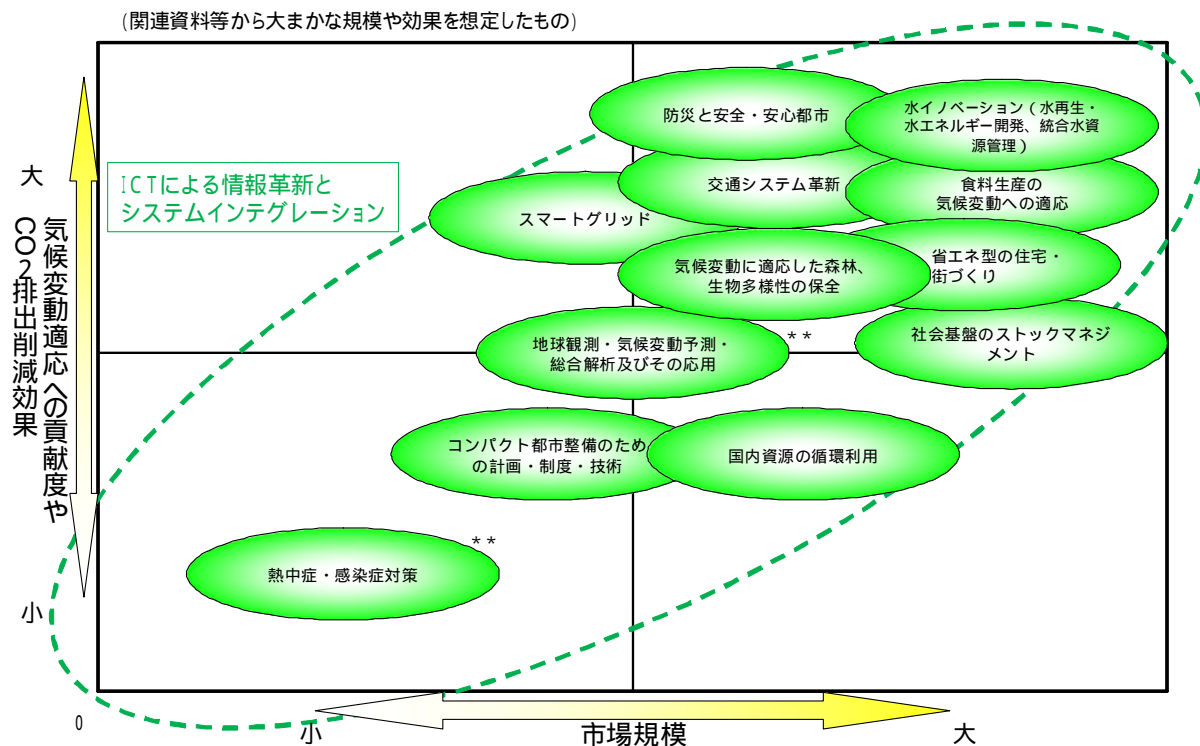 (関連資料等から大まかな規模や効果を想定したもの)
防災と安全・安心都市
水イノベーション(水再生・
水エネルギー開発、統合水資
源管理)
大
ICTによる情報革新と
システムインテグレーション
交通システム革新
食料生産の
気候変動への適応
スマートグリッド
気候変動に適応した森林、
生物多様性の保全
省エネ型の住宅・
街づくり
気候変動適応への貢献度や
CO2排出削減効果
地球観測・気候変動予測・
総合解析及びその応用
**
社会基盤のストックマネジ
メント
コンパクト都市整備のため
の計画・制度・技術
国内資源の循環利用
**
熱中症・感染症対策
小
0
小
市場規模
大